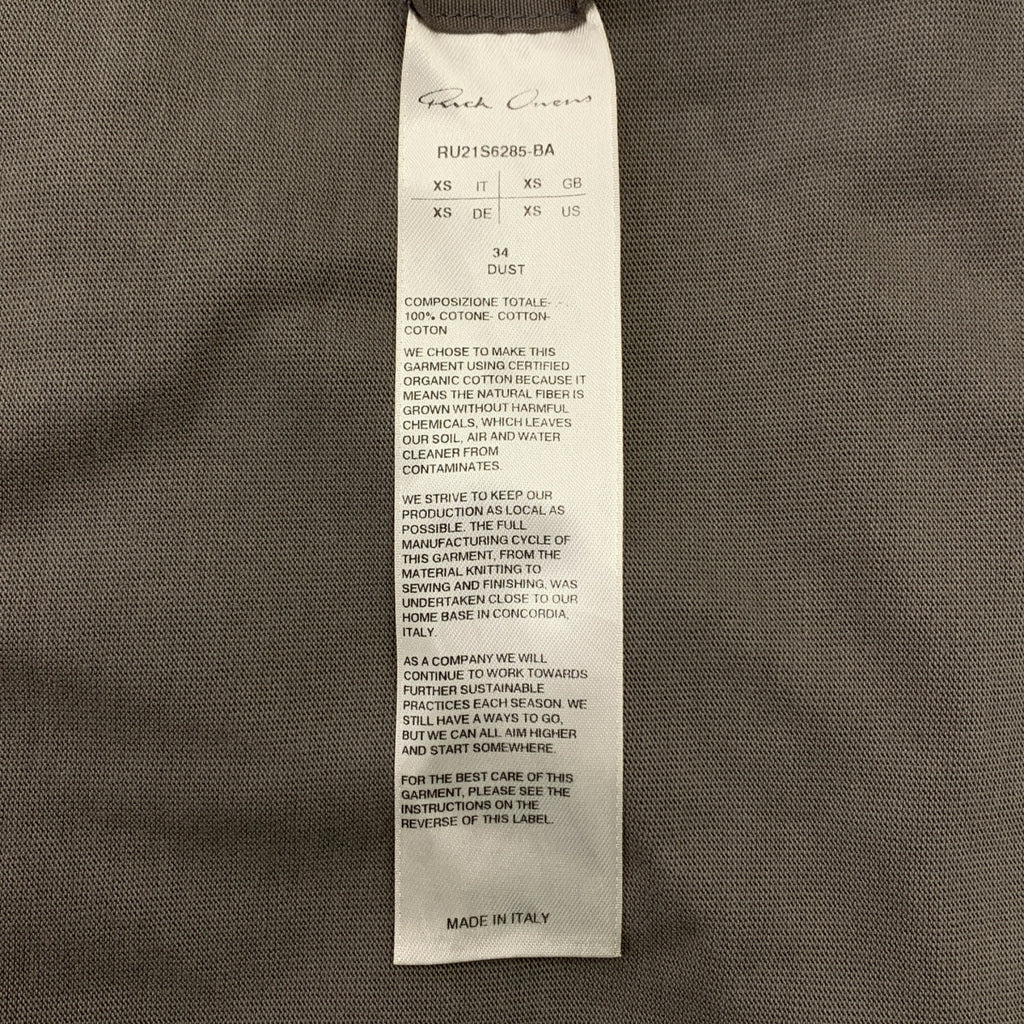 Rick Owens
RU21S6285-BA
XS IT XS GB
XS DE XS US
34
DUST
COMPOSIZIONE TOTALE-
100% COTONE- COTTON-
COTON
WE CHOSE TO MAKE THIS
GARMENT USING CERTIFIED
ORGANIC COTTON BECAUSE IT
MEANS THE NATURAL FIBER IS
GROWN WITHOUT HARMFUL
CHEMICALS, WHICH LEAVES
OUR SOIL, AIR AND WATER
CLEANER FROM
CONTAMINATES.
WE STRIVE TO KEEP OUR
PRODUCTION AS LOCAL AS
POSSIBLE. THE FULL
MANUFACTURING CYCLE OF
THIS GARMENT, FROM THE
MATERIAL KNITTING TO
SEWING AND FINISHING, WAS
UNDERTAKEN CLOSE TO OUR
HOME BASE IN CONCORDIA,
ITALY.
AS A COMPANY WE WILL
CONTINUE TO WORK TOWARDS
FURTHER SUSTAINABLE
PRACTICES EACH SEASON. WE
STILL HAVE A WAYS TO GO,
BUT WE CAN ALL AIM HIGHER
AND START SOMEWHERE.
FOR THE BEST CARE OF THIS
GARMENT, PLEASE SEE THE
INSTRUCTIONS ON THE
REVERSE OF THIS LABEL.
MADE IN ITALY